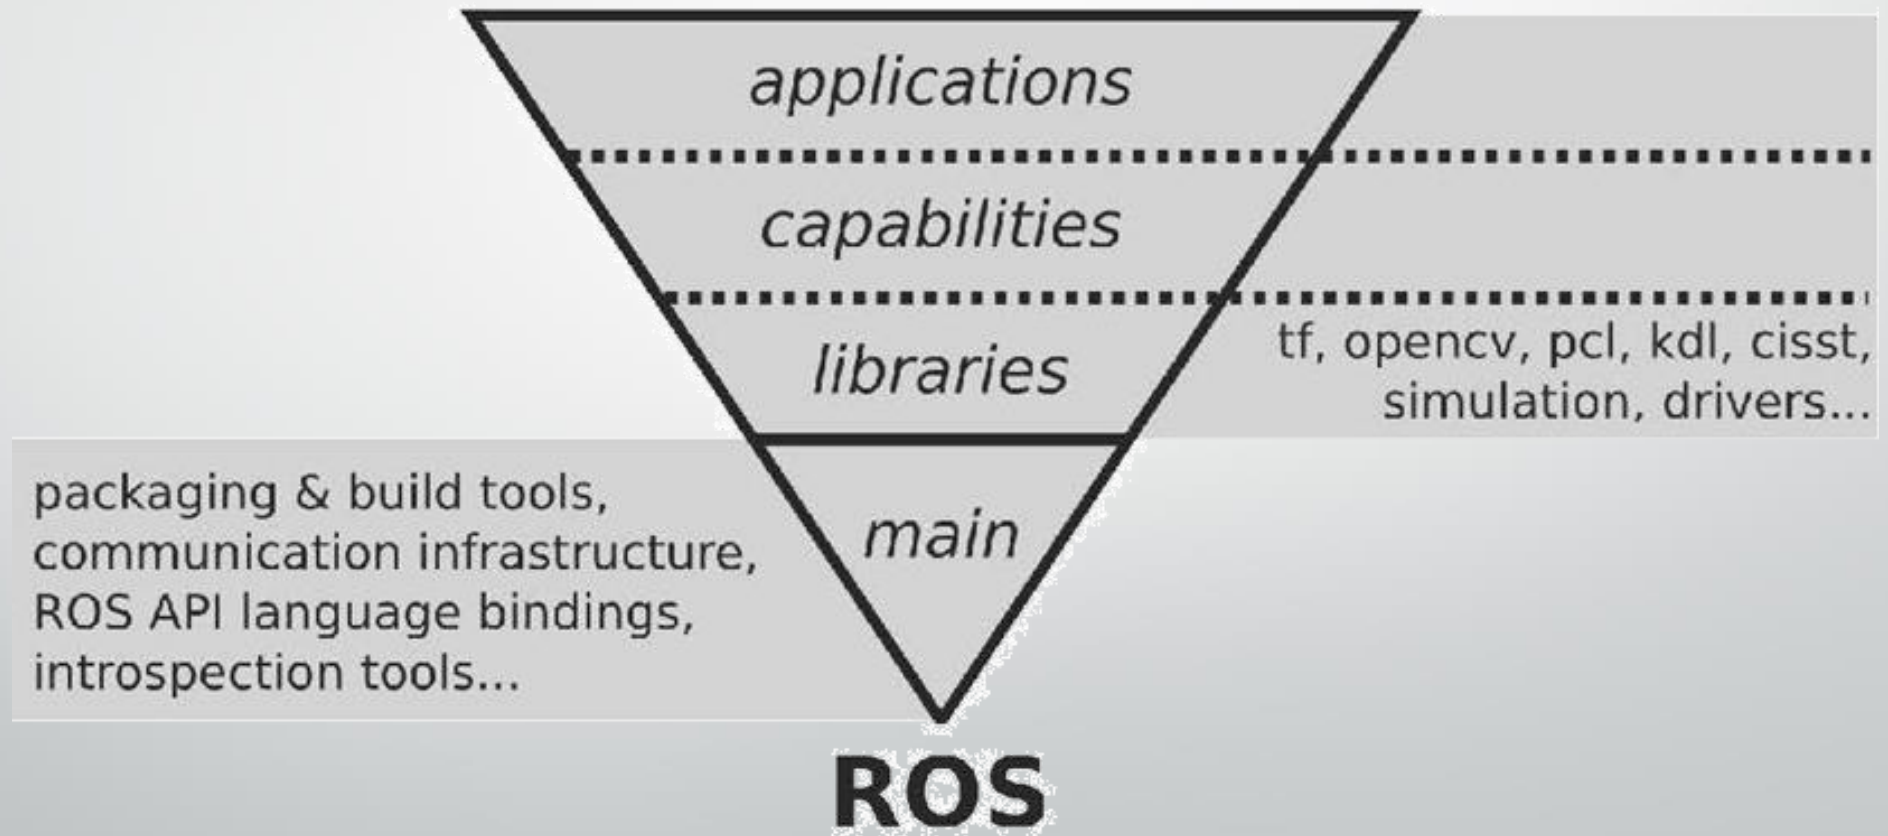 applications
capabilities
libraries
tf, opencv, pcl, kdl, cisst,
simulation, drivers...
main
packaging & build tools,
communication infrastructure,
ROS API language bindings,
introspection tools...
ROS